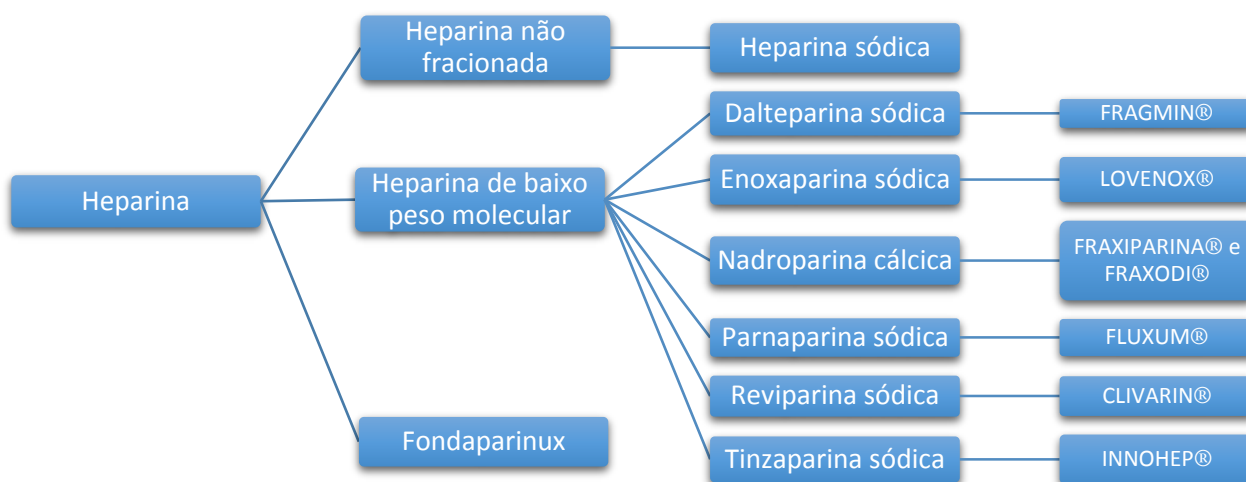 Heparina
Heparina não
fracionada
Heparina sódica
Heparina de baixo
peso molecular
Dalteparina sódica
FRAGMIN®
Enoxaparina sódica
LOVENOX®
Nadroparina cálcica
FRAXIPARINA® e
FRAXODI®
Parnaparina sódica
FLUXUM®
Reviparina sódica
CLIVARIN®
Tinzaparina sódica
INNOHEP®
Fondaparinux